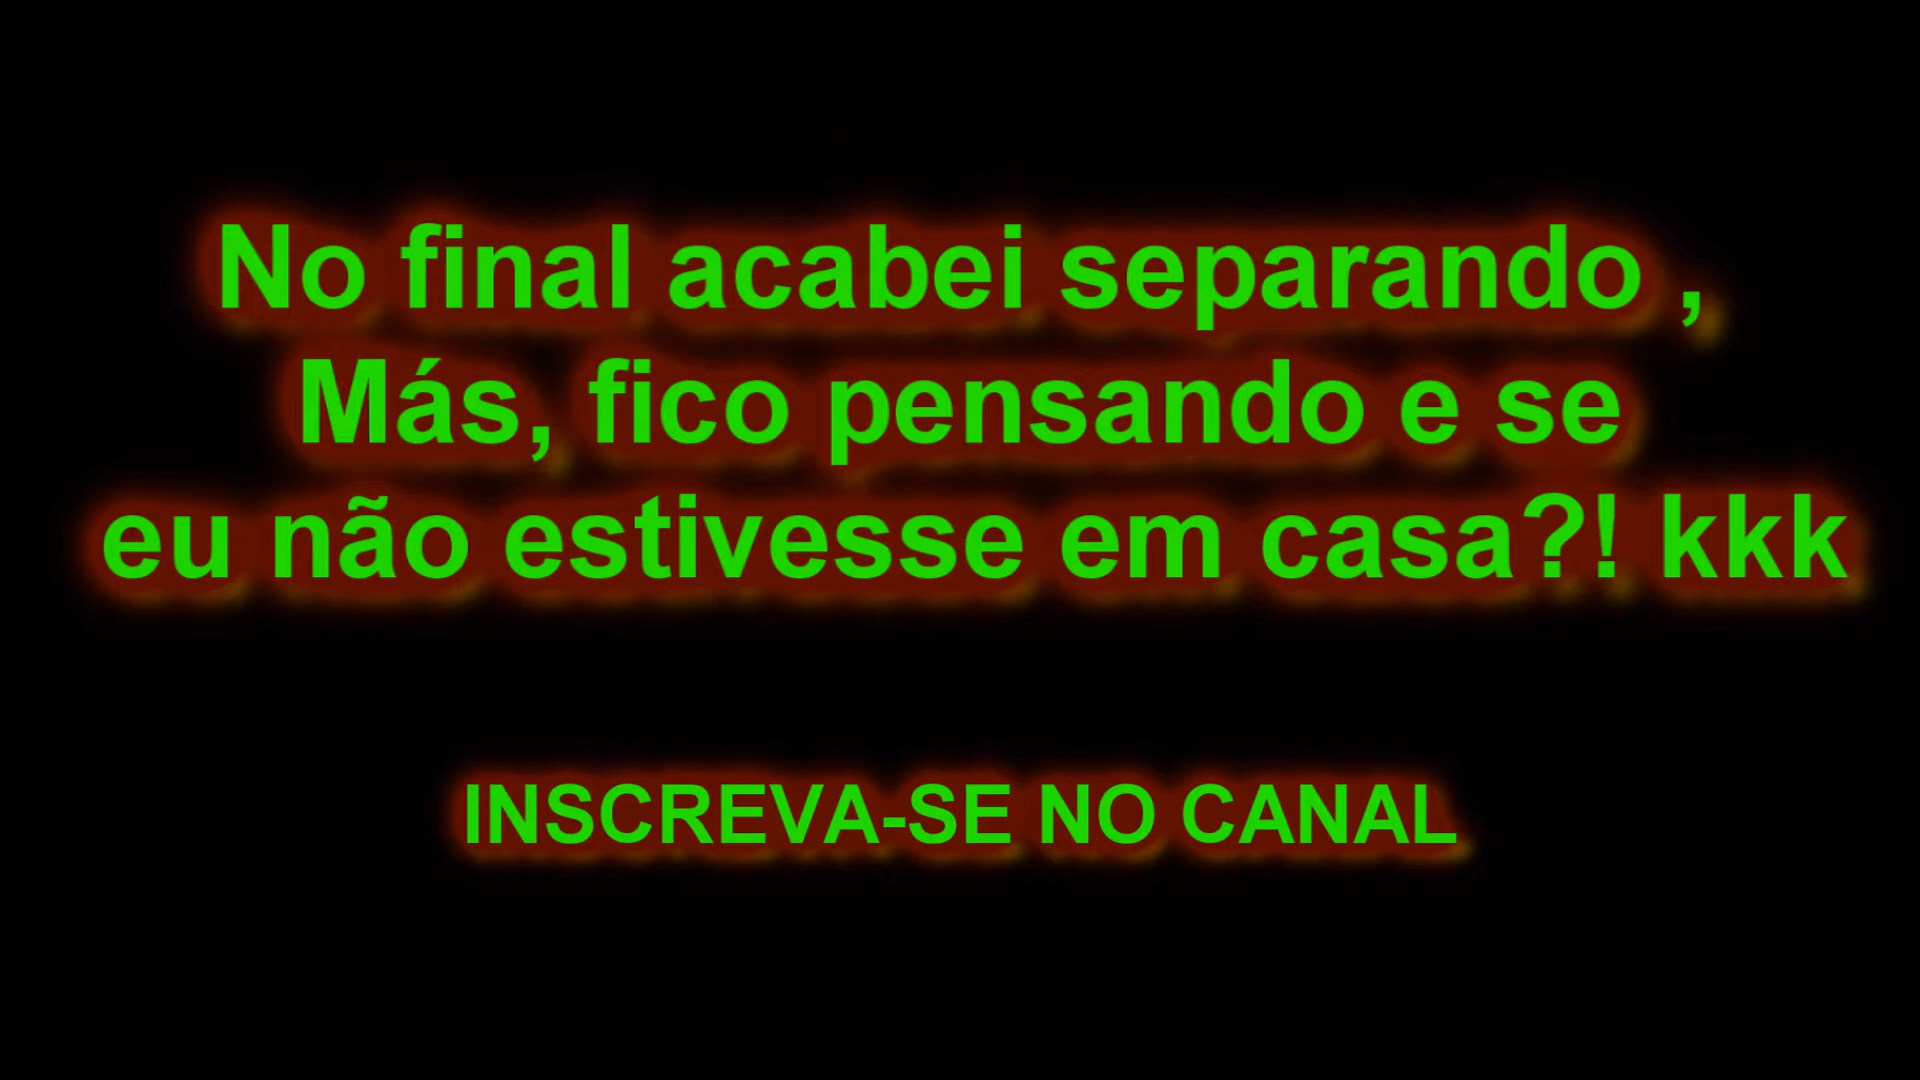 No final acabei separando ,
Más, fico pensando e se
eu não estivesse em casa?! kkk
INSCREVA-SE NO CANAL